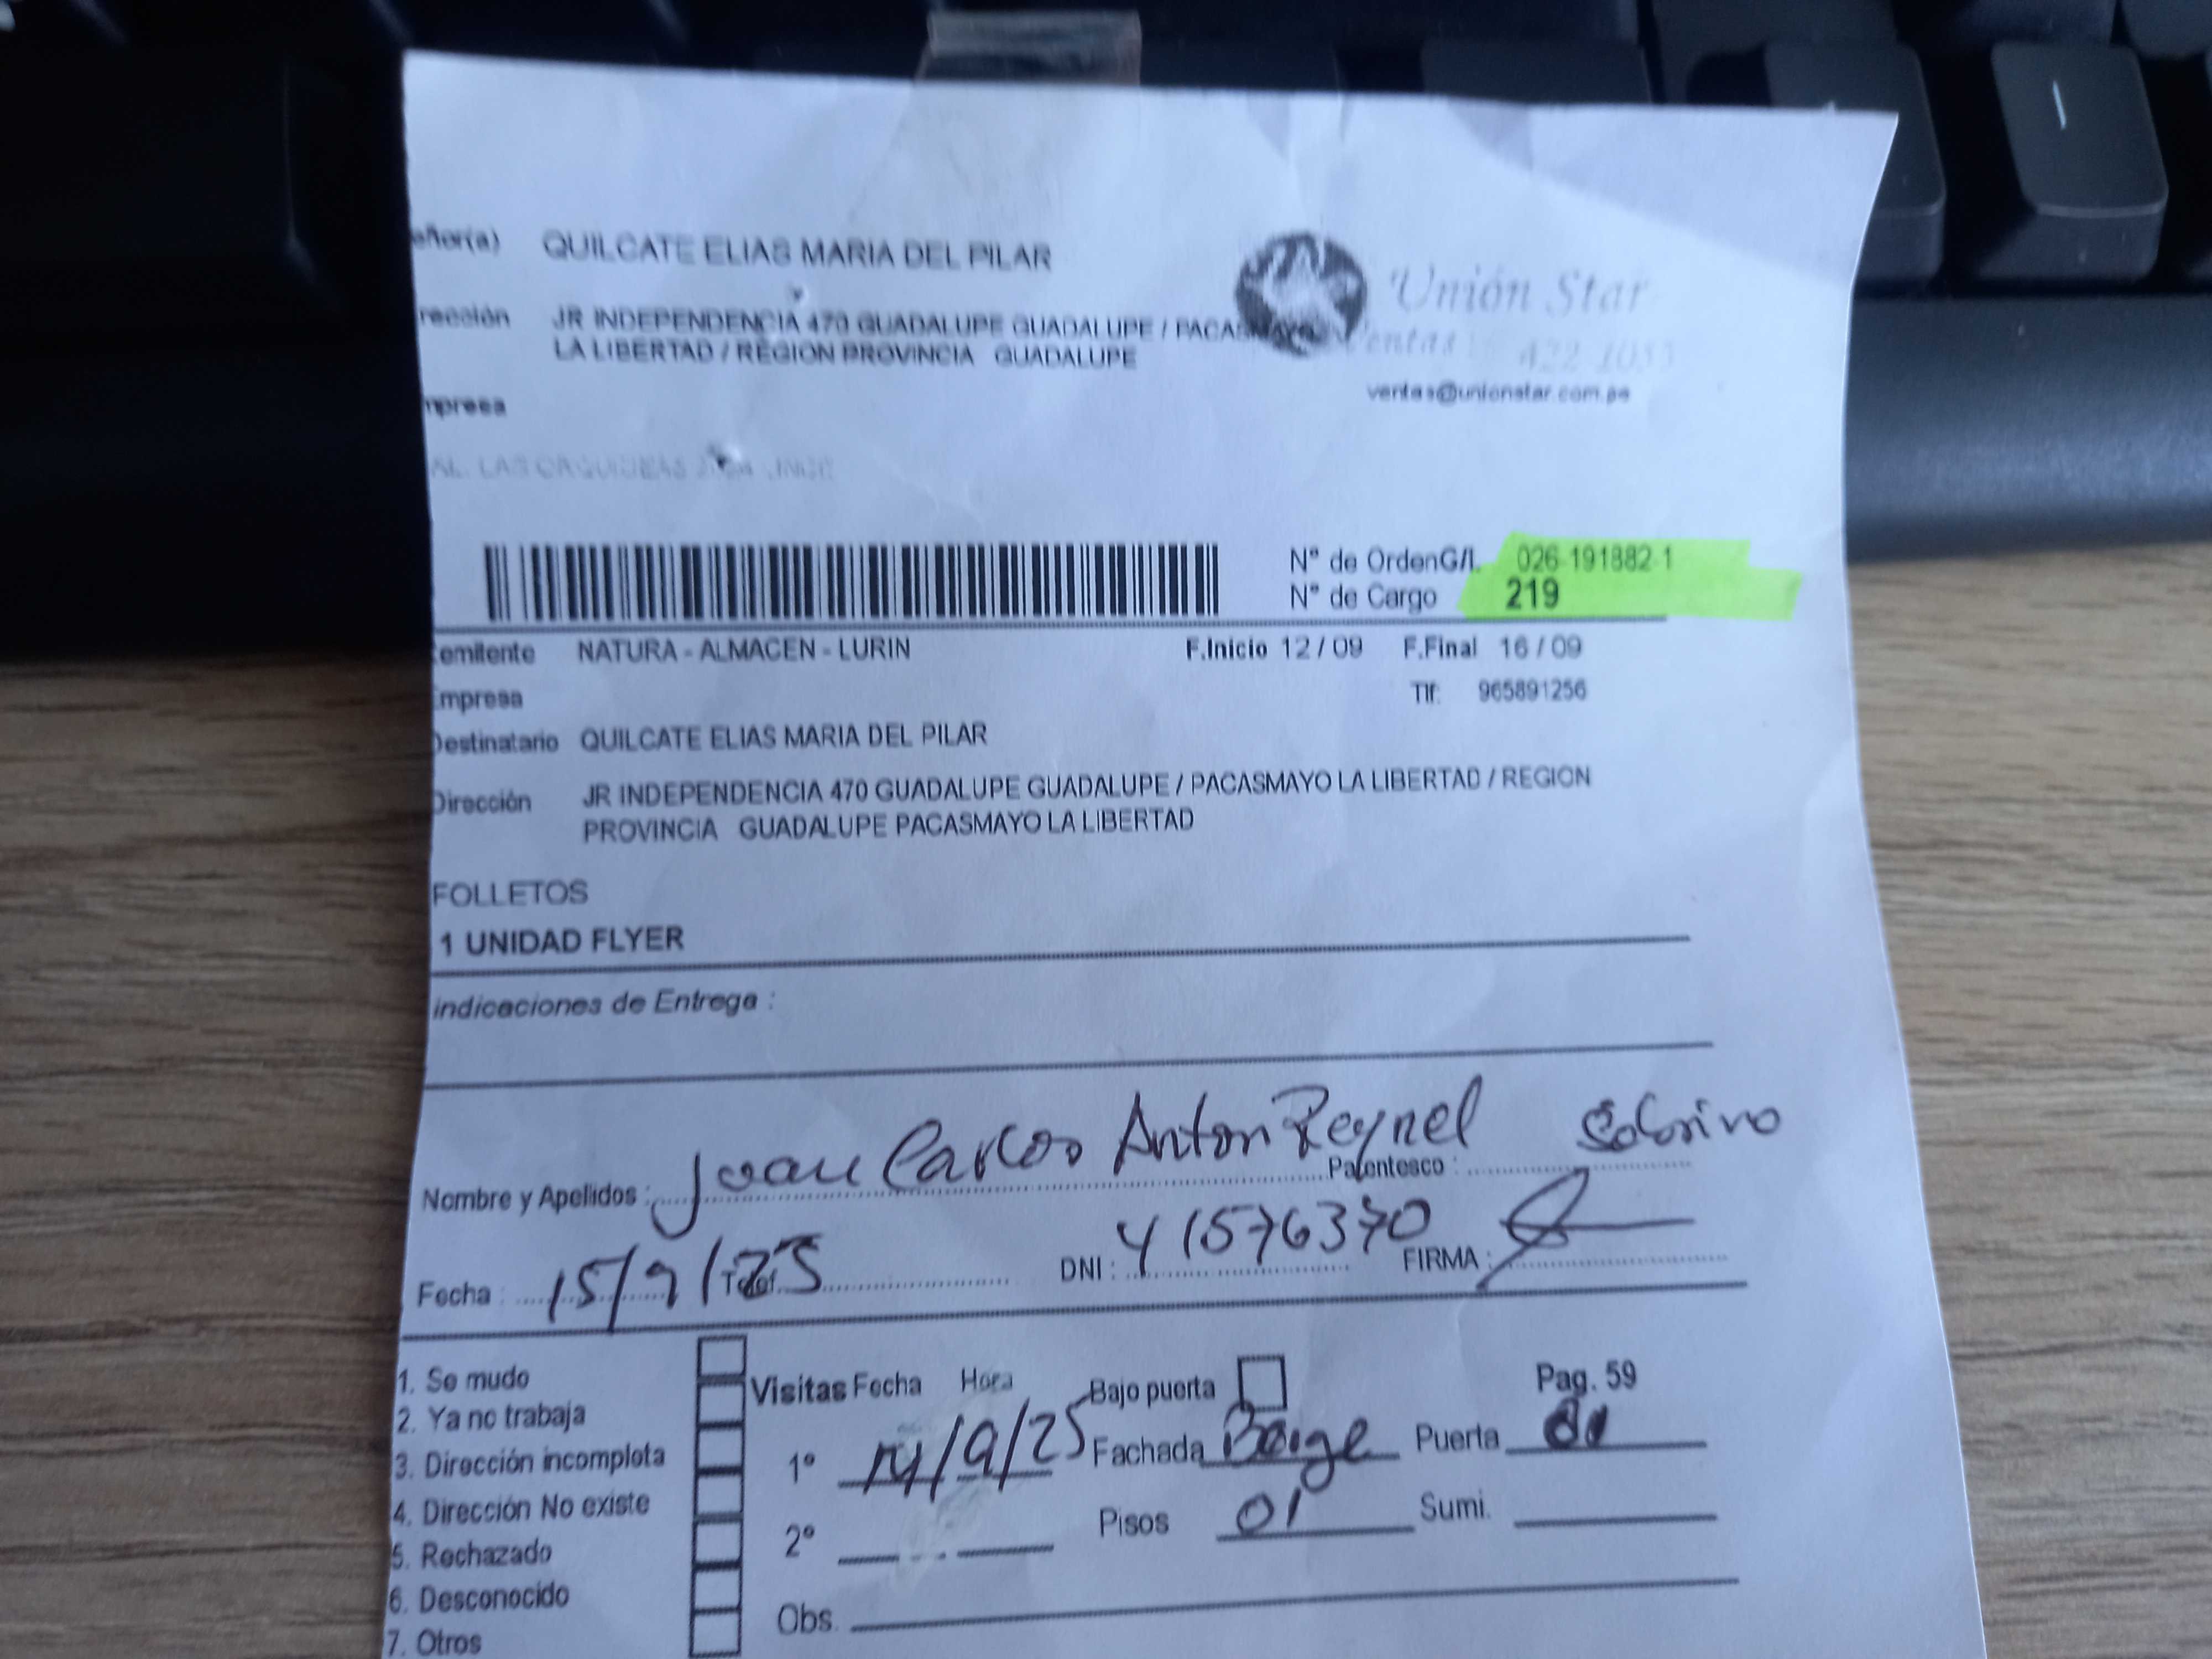 eñor(a) QUILCATE ELIAS MARIA DEL PILAR
Unión Star
rección JR INDEPENDENCIA 470 GUADALUPE GUADALUPE / PACASMAYO
LA LIBERTAD / REGION PROVINCIA GUADALUPE
Ventas
ventas@unionstar.com.pe
mpresa
AL. LAS ORQUIDEAS
N° de OrdenG/L 026-191882-1
N° de Cargo 219
Remitente NATURA - ALMACEN - LURIN F.Inicio 12 / 09 F.Final 16 / 09
Empresa Tlf: 965891256
Destinatario QUILCATE ELIAS MARIA DEL PILAR
Dirección JR INDEPENDENCIA 470 GUADALUPE GUADALUPE / PACASMAYO LA LIBERTAD / REGION
PROVINCIA GUADALUPE PACASMAYO LA LIBERTAD
FOLLETOS
1 UNIDAD FLYER
indicaciones de Entrega :
Nombre y Apellidos : Juan Carlos Anton Reynel Parentesco : Sobrino
Fecha : 15/9/25 Telef. DNI : 41576370 FIRMA :
1. Se mudo
2. Ya no trabaja
3. Dirección incompleta
4. Dirección No existe
5. Rechazado
6. Desconocido
7. Otros
Visitas Fecha Hora Bajo puerta Pag. 59
1° 14/9/25 Fachada Beige Puerta
2° Pisos 01 Sumi.
Obs.